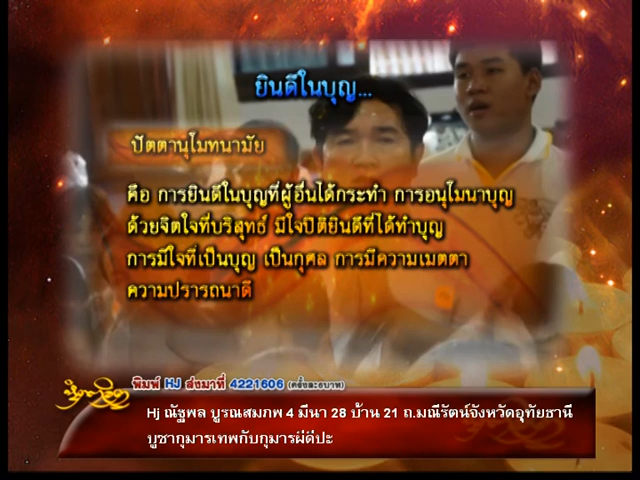 ยินดีในบุญ...
ปัตตานุโมทนามัย
คือ การยินดีในบุญที่ผู้อื่นได้กระทำ การอนุโมนาบุญ
ด้วยจิตใจที่บริสุทธ์ มีใจปิติยินดีที่ได้ทำบุญ
การมีใจที่เป็นบุญ เป็นกุศล การมีความเมตตา
ความปรารถนาดี
พิมพ์ HJ ส่งมาที่ 4221606 (ครั้งละ6บาท)
Hj ณัฐพล บูรณสมภพ 4 มีนา 28 บ้าน 21 ถ.มณีรัตน์จังหวัดอุทัยธานี
บูชากุมารเทพกับกุมารผีดีปะ